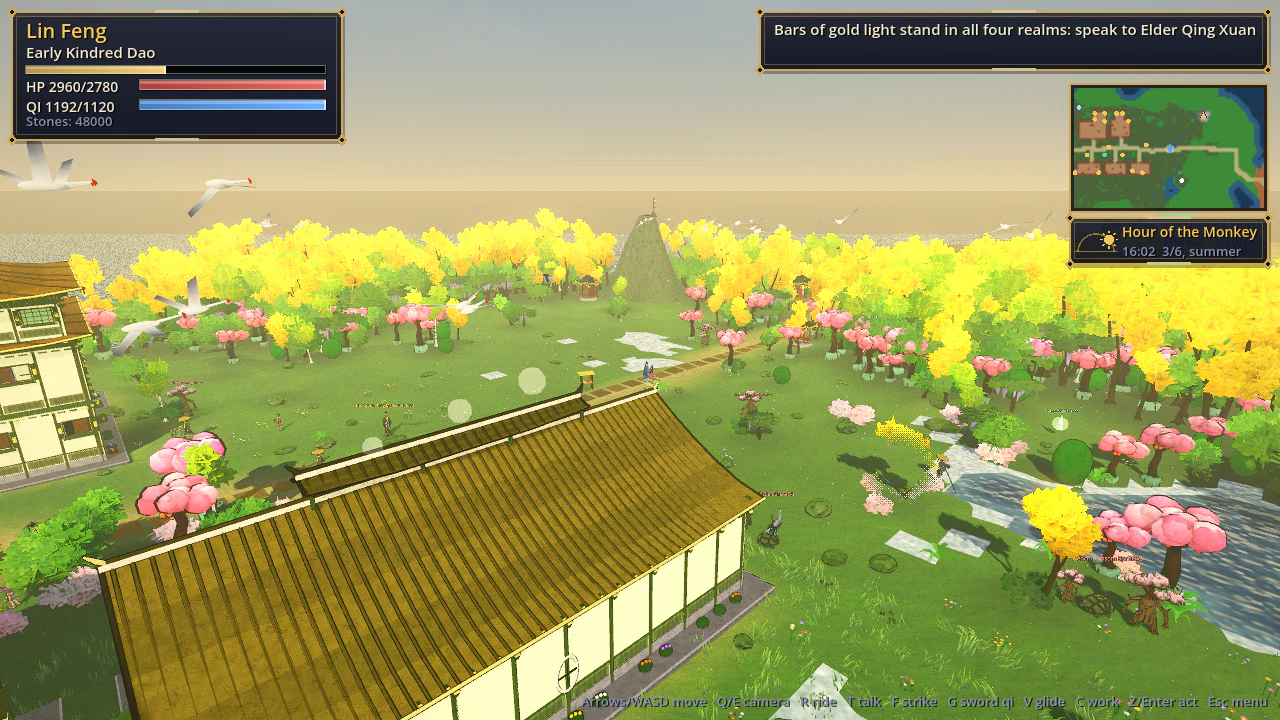 Lin Feng
Early Kindred Dao
HP 2960/2780
QI 1192/1120
Stones: 48000
Bars of gold light stand in all four realms: speak to Elder Qing Xuan
Hour of the Monkey
16:02 3/6, summer
Arrows/WASD move Q/E camera R ride T talk F strike G sword qi V glide C work Z/Enter act Esc menu